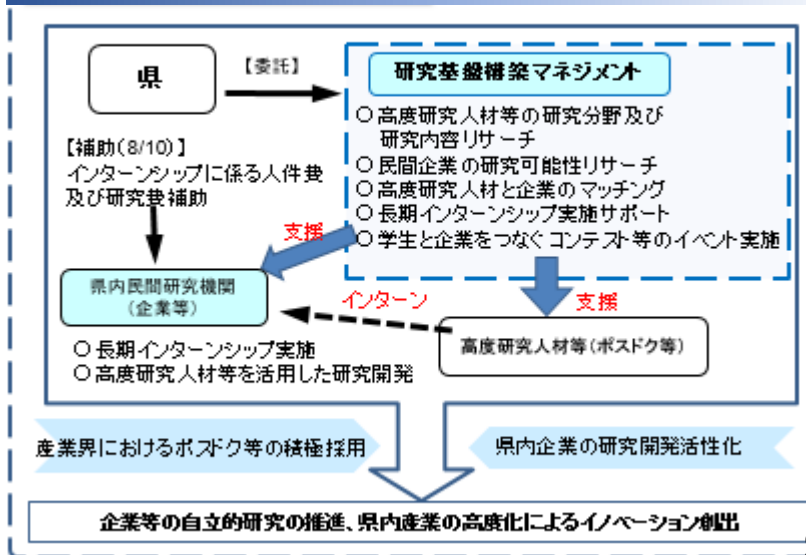 県
【委託】
研究基盤構築マネジメント
○高度研究人材等の研究分野及び
研究内容リサーチ
○民間企業の研究可能性リサーチ
○高度研究人材と企業のマッチング
○長期インターンシップ実施サポート
○学生と企業をつなぐコンテスト等のイベント実施
【補助(8/10)】
インターンシップに係る人件費
及び研究費補助
支援
県内民間研究機関
(企業等)
インターン
支援
高度研究人材等(ポスドク等)
○長期インターンシップ実施
○高度研究人材等を活用した研究開発
産業界におけるポスドク等の積極採用
県内企業の研究開発活性化
企業等の自立的研究の推進、県内産業の高度化によるイノベーション創出